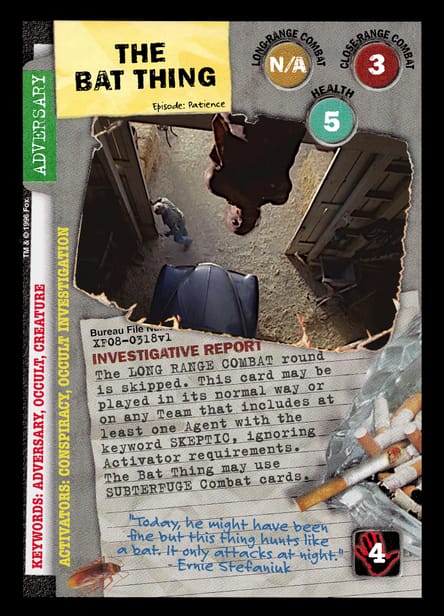 THE
BAT THING
Episode: Patience
LONG-RANGE COMBAT
N/A
CLOSE-RANGE COMBAT
3
HEALTH
5
ADVERSARY
TM & © 1996 Fox.
KEYWORDS: ADVERSARY, OCCULT, CREATURE
ACTIVATORS: CONSPIRACY, OCCULT INVESTIGATION
Bureau File
XF08-0318v1
INVESTIGATIVE REPORT
The LONG RANGE COMBAT round
is skipped. This card may be
played in its normal way or
on any Team that includes at
least one Agent with the
keyword SKEPTIC, ignoring
Activator requirements.
The Bat Thing may use
SUBTERFUGE Combat cards.
"Today, he might have been
fine but this thing hunts like
a bat. It only attacks at night."
- Ernie Stefaniuk
4